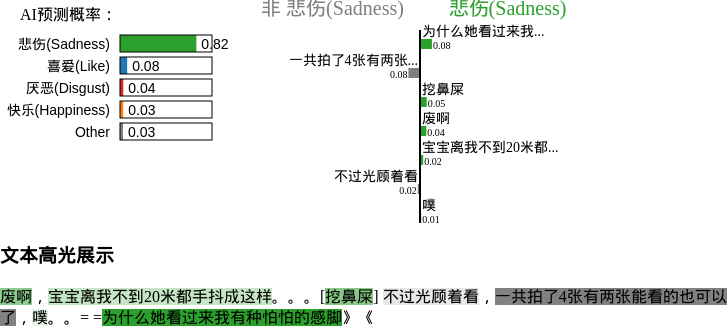 AI预测概率：
悲伤(Sadness) 0.82
喜爱(Like) 0.08
厌恶(Disgust) 0.04
快乐(Happiness) 0.03
Other 0.03
非 悲伤(Sadness) 悲伤(Sadness)
为什么她看过来我...
0.08
一共拍了4张有两张...
0.08
挖鼻屎
0.05
废啊
0.04
宝宝离我不到20米都...
0.02
不过光顾着看
0.02
噗
0.01
文本高光展示
废啊，宝宝离我不到20米都手抖成这样。。。[挖鼻屎] 不过光顾着看，一共拍了4张有两张能看的也可以
了，噗。。= =为什么她看过来我有种怕怕的感脚》《